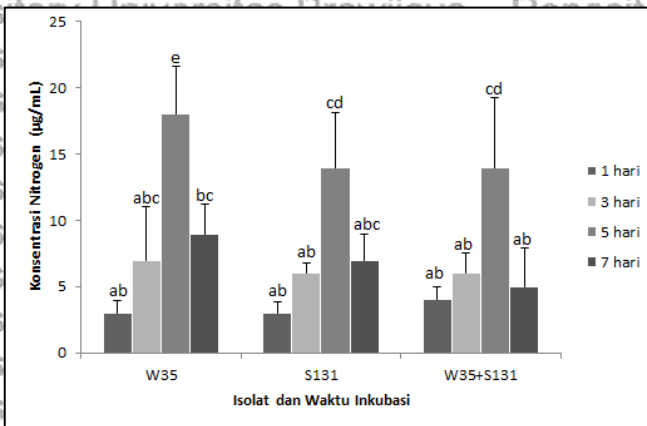 Konsentrasi Nitrogen (µg/mL)
25
20
15
10
5
0
ab
abc
e
bc
ab
ab
cd
abc
ab
ab
cd
ab
W35
S131
W35+S131
Isolat dan Waktu Inkubasi
1 hari
3 hari
5 hari
7 hari